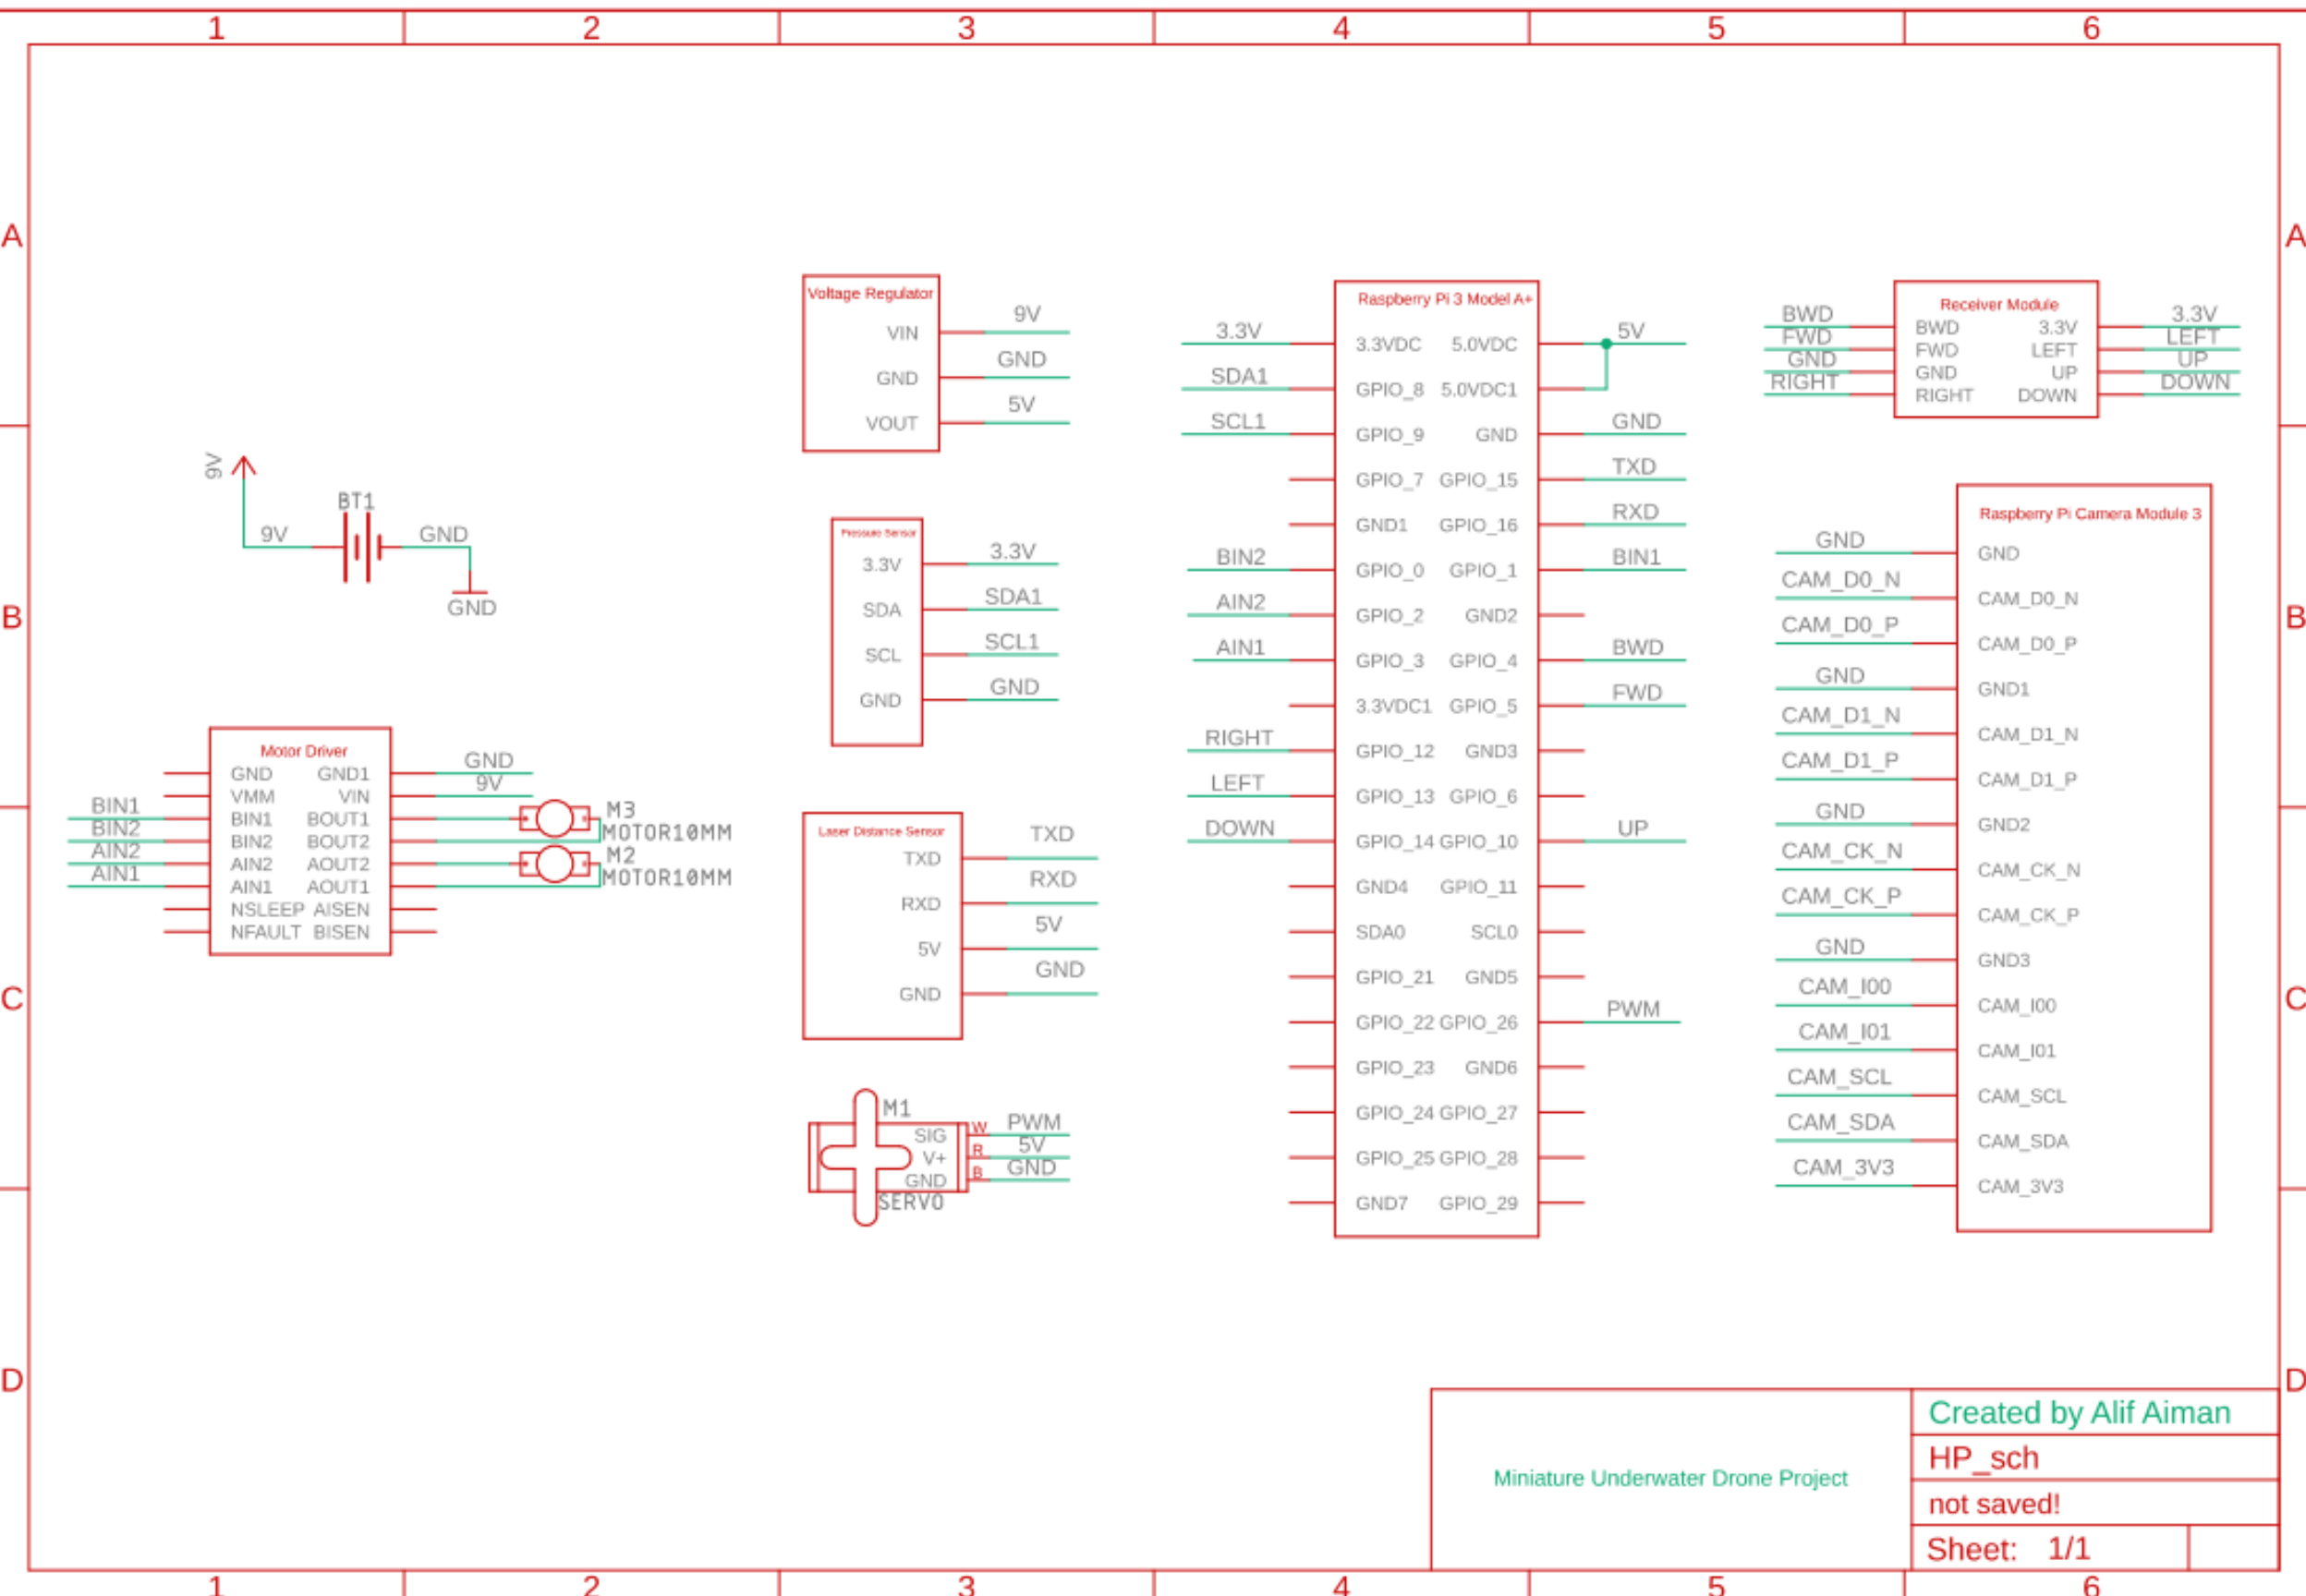 1 2 3 4 5 6
A A
Voltage Regulator
VIN 9V
GND GND
VOUT 5V
Raspberry Pi 3 Model A+
3.3V 3.3VDC 5.0VDC 5V
SDA1 GPIO_8 5.0VDC1
SCL1 GPIO_9 GND GND
GPIO_7 GPIO_15 TXD
GND1 GPIO_16 RXD
BIN2 GPIO_0 GPIO_1 BIN1
AIN2 GPIO_2 GND2
AIN1 GPIO_3 GPIO_4 BWD
3.3VDC1 GPIO_5 FWD
RIGHT GPIO_12 GND3
LEFT GPIO_13 GPIO_6
DOWN GPIO_14 GPIO_10 UP
GND4 GPIO_11
SDA0 SCL0
GPIO_21 GND5
GPIO_22 GPIO_26 PWM
GPIO_23 GND6
GPIO_24 GPIO_27
GPIO_25 GPIO_28
GND7 GPIO_29
Receiver Module
BWD BWD 3.3V 3.3V
FWD FWD LEFT LEFT
GND GND UP UP
RIGHT RIGHT DOWN DOWN
9V
BT1
9V GND
GND
B B
Pressure Sensor
3.3V 3.3V
SDA SDA1
SCL SCL1
GND GND
Raspberry Pi Camera Module 3
GND GND
CAM_D0_N CAM_D0_N
CAM_D0_P CAM_D0_P
GND GND1
CAM_D1_N CAM_D1_N
CAM_D1_P CAM_D1_P
GND GND2
CAM_CK_N CAM_CK_N
CAM_CK_P CAM_CK_P
GND GND3
CAM_I00 CAM_I00
CAM_I01 CAM_I01
CAM_SCL CAM_SCL
CAM_SDA CAM_SDA
CAM_3V3 CAM_3V3
Motor Driver
GND GND1 GND
VMM VIN 9V
BIN1 BIN1 BOUT1 M3
BIN2 BIN2 BOUT2 MOTOR10MM
AIN2 AIN2 AOUT2 M2
AIN1 AIN1 AOUT1 MOTOR10MM
NSLEEP AISEN
NFAULT BISEN
Laser Distance Sensor
TXD TXD
RXD RXD
5V 5V
GND GND
C C
M1
SIG W PWM
V+ R 5V
GND B GND
SERVO
D D
Miniature Underwater Drone Project
Created by Alif Aiman
HP_sch
not saved!
Sheet: 1/1
1 2 3 4 5 6